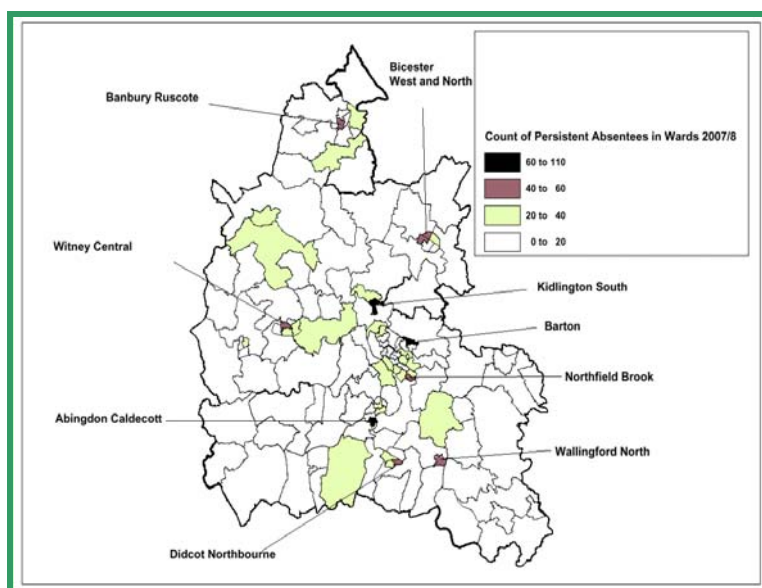 Bicester
West and North
Banbury Ruscote
Count of Persistent Absentees in Wards 2007/8
60 to 110
40 to 60
20 to 40
0 to 20
Witney Central
Kidlington South
Barton
Northfield Brook
Abingdon Caldecott
Wallingford North
Didcot Northbourne